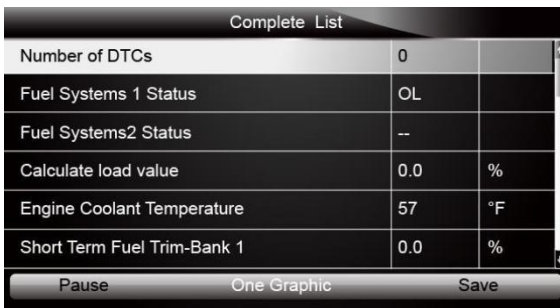 Complete List
Number of DTCs 0
Fuel Systems 1 Status OL
Fuel Systems2 Status --
Calculate load value 0.0 %
Engine Coolant Temperature 57 °F
Short Term Fuel Trim-Bank 1 0.0 %
Pause One Graphic Save